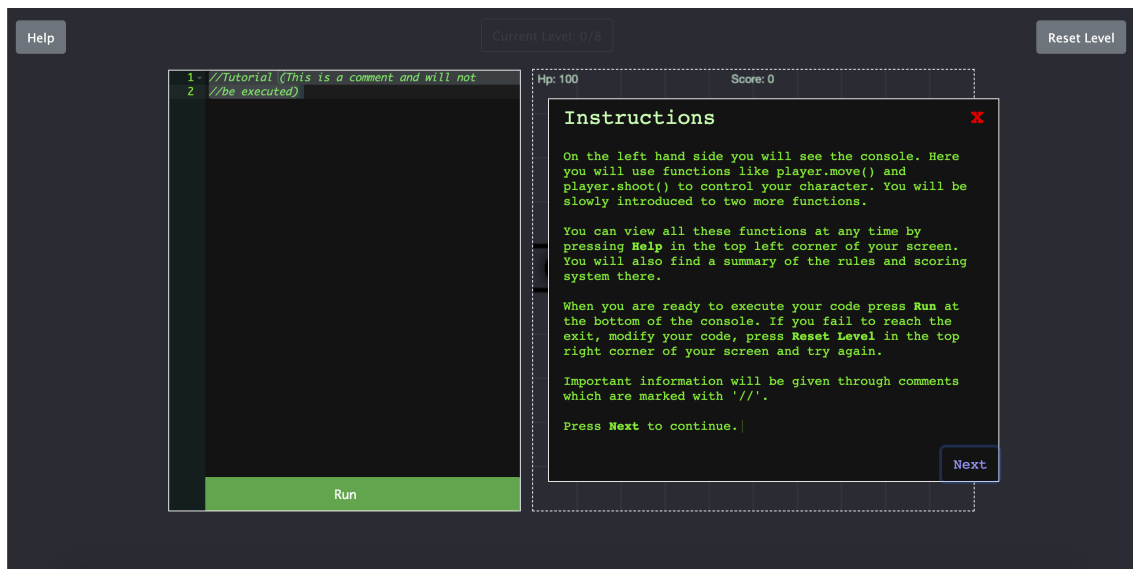 Help
Current Level: 0/8
Reset Level
1 //Tutorial (This is a comment and will not
2 //be executed)
Run
Hp: 100
Score: 0
Instructions
X
On the left hand side you will see the console. Here
you will use functions like player.move() and
player.shoot() to control your character. You will be
slowly introduced to two more functions.
You can view all these functions at any time by
pressing Help in the top left corner of your screen.
You will also find a summary of the rules and scoring
system there.
When you are ready to execute your code press Run at
the bottom of the console. If you fail to reach the
exit, modify your code, press Reset Level in the top
right corner of your screen and try again.
Important information will be given through comments
which are marked with '//'.
Press Next to continue.
Next